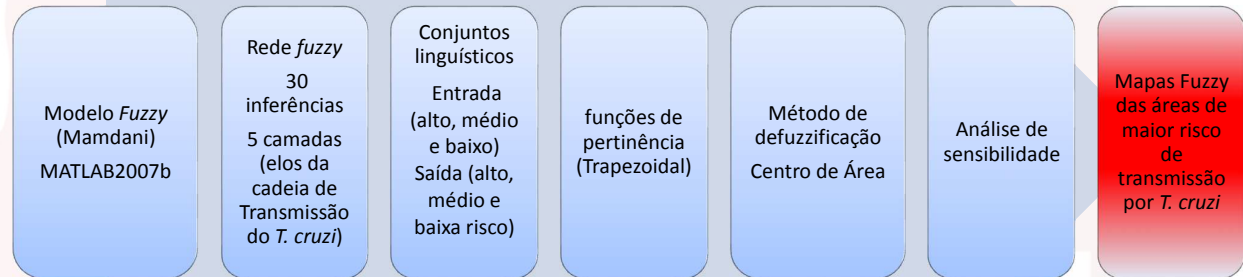 Modelo Fuzzy
(Mamdani)
MATLAB2007b
Rede fuzzy
30
inferências
5 camadas
(elos da
cadeia de
Transmissão
do T. cruzi)
Conjuntos
linguísticos
Entrada
(alto, médio
e baixo)
Saída (alto,
médio e
baixa risco)
funções de
pertinência
(Trapezoidal)
Método de
defuzzificação
Centro de Área
Análise de
sensibilidade
Mapas Fuzzy
das áreas de
maior risco
de
transmissão
por T. cruzi